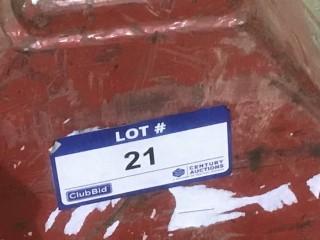 LOT #
21
ClubBid
CENTURY
AUCTIONS